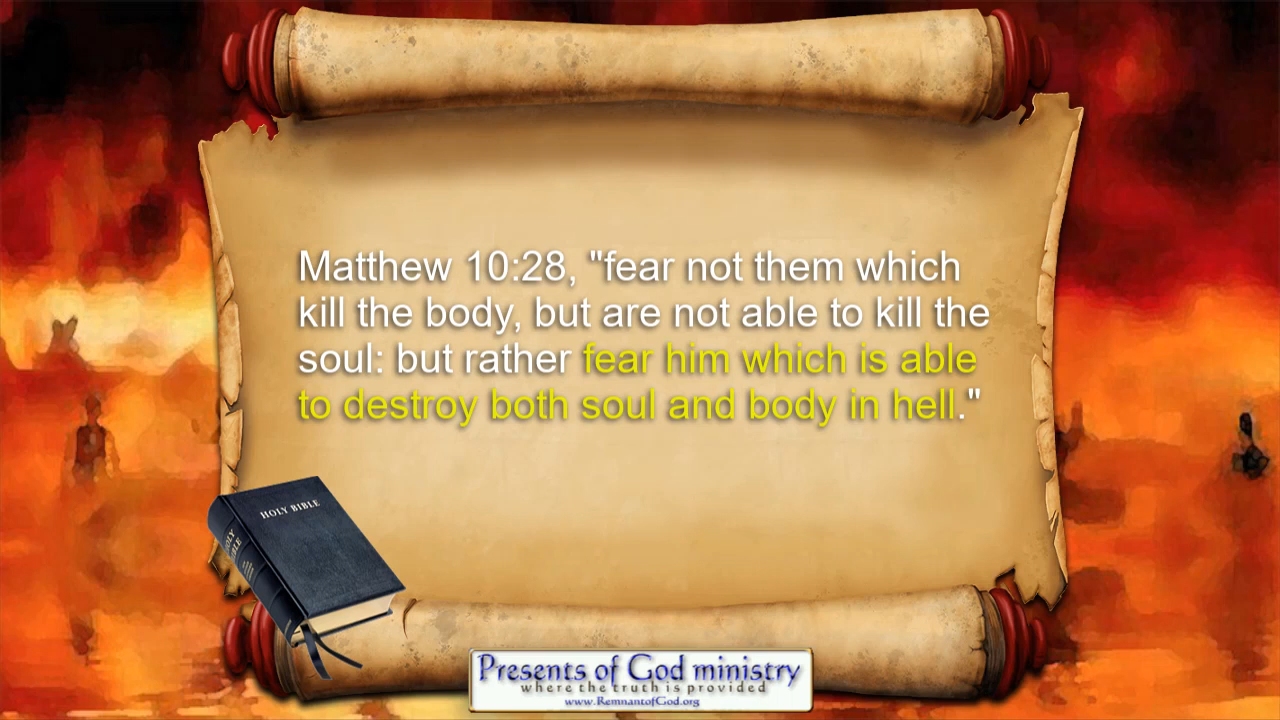 Matthew 10:28, "fear not them which
kill the body, but are not able to kill the
soul: but rather fear him which is able
to destroy both soul and body in hell."
HOLY BIBLE
HOLY
BIBLE
Presents of God ministry
where the truth is provided
www.RemnantofGod.org